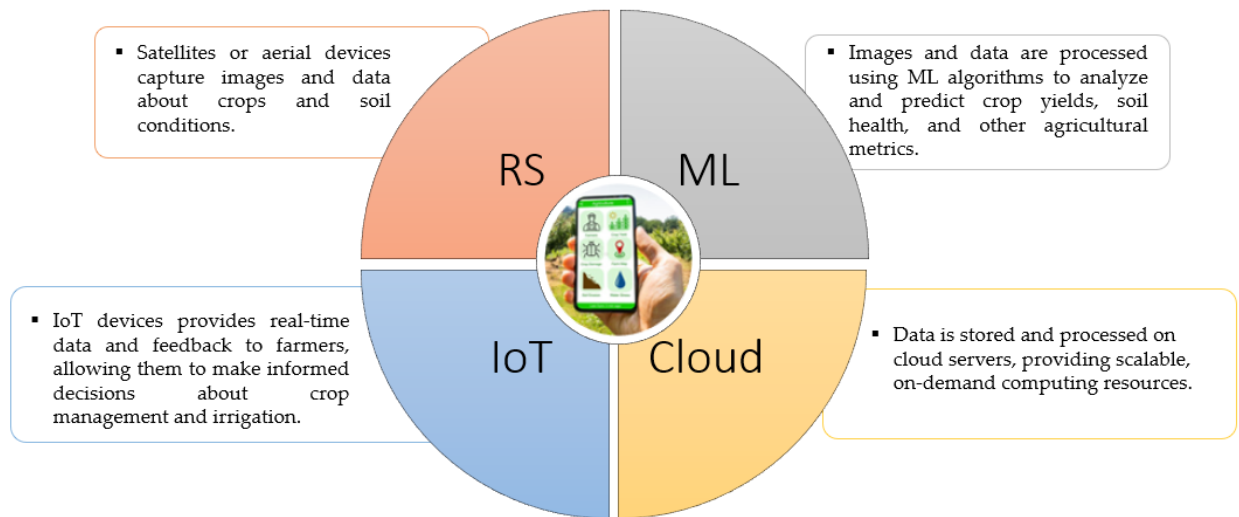 ▪ Satellites or aerial devices
capture images and data
about crops and soil
conditions.
▪ Images and data are processed
using ML algorithms to analyze
and predict crop yields, soil
health, and other agricultural
metrics.
RS
ML
IoT
Cloud
▪ IoT devices provides real-time
data and feedback to farmers,
allowing them to make informed
decisions about crop
management and irrigation.
▪ Data is stored and processed on
cloud servers, providing scalable,
on-demand computing resources.